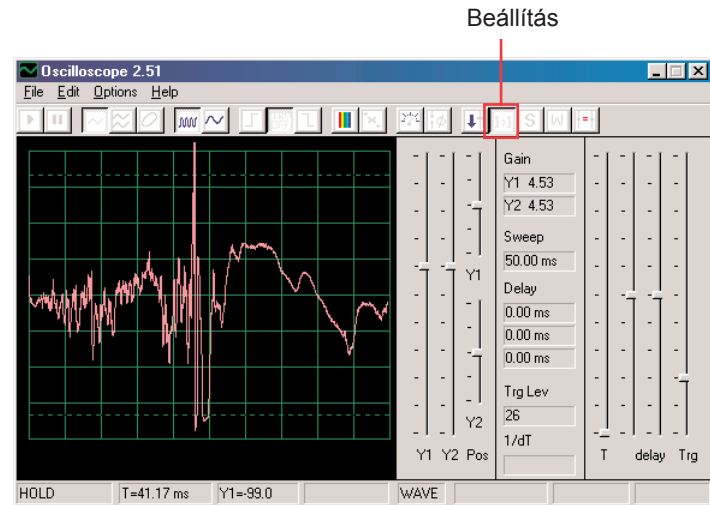 Beállítás
Oscilloscope 2.51
File Edit Options Help
S W
Gain
Y1 4.53
Y2 4.53
Sweep
50.00 ms
Y1
Delay
0.00 ms
0.00 ms
0.00 ms
Trg Lev
26
Y2
1/dT
Y1 Y2 Pos
T delay Trg
HOLD T=41.17 ms Y1=-99.0 WAVE